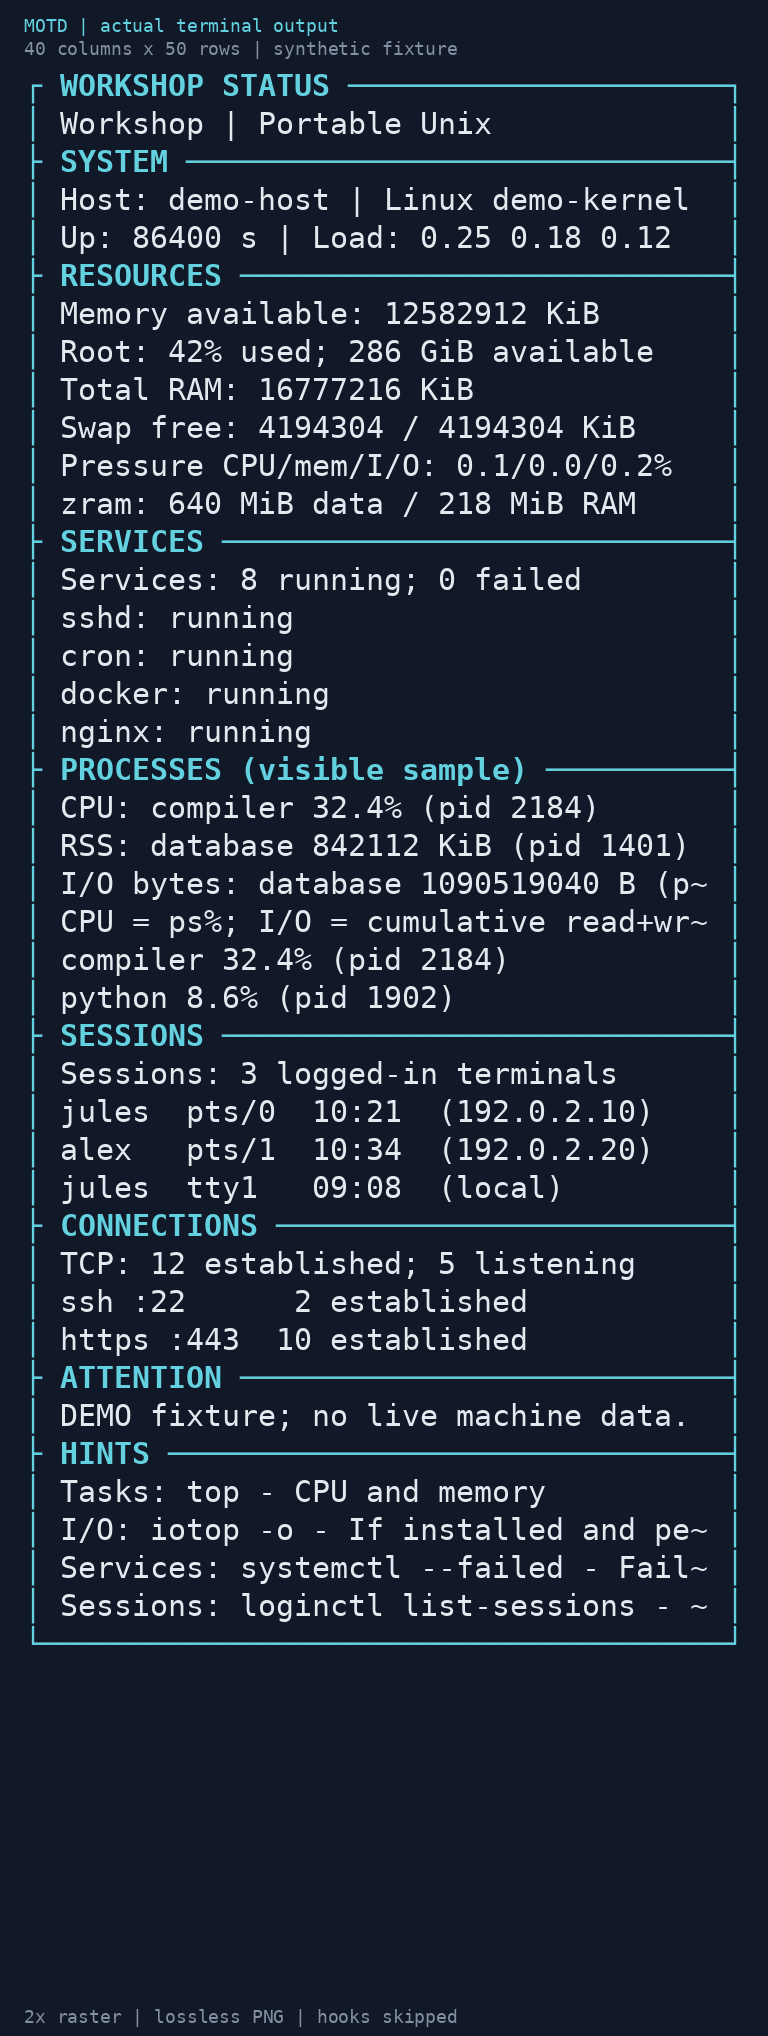 MOTD | actual terminal output
40 columns x 50 rows | synthetic fixture
WORKSHOP STATUS
Workshop | Portable Unix
SYSTEM
Host: demo-host | Linux demo-kernel
Up: 86400 s | Load: 0.25 0.18 0.12
RESOURCES
Memory available: 12582912 KiB
Root: 42% used; 286 GiB available
Total RAM: 16777216 KiB
Swap free: 4194304 / 4194304 KiB
Pressure CPU/mem/I/O: 0.1/0.0/0.2%
zram: 640 MiB data / 218 MiB RAM
SERVICES
Services: 8 running; 0 failed
sshd: running
cron: running
docker: running
nginx: running
PROCESSES (visible sample)
CPU: compiler 32.4% (pid 2184)
RSS: database 842112 KiB (pid 1401)
I/O bytes: database 1090519040 B (p~
CPU = ps%; I/O = cumulative read+wr~
compiler 32.4% (pid 2184)
python 8.6% (pid 1902)
SESSIONS
Sessions: 3 logged-in terminals
jules  pts/0  10:21  (192.0.2.10)
alex   pts/1  10:34  (192.0.2.20)
jules  tty1   09:08  (local)
CONNECTIONS
TCP: 12 established; 5 listening
ssh :22      2 established
https :443  10 established
ATTENTION
DEMO fixture; no live machine data.
HINTS
Tasks: top - CPU and memory
I/O: iotop -o - If installed and pe~
Services: systemctl --failed - Fail~
Sessions: loginctl list-sessions - ~
2x raster | lossless PNG | hooks skipped